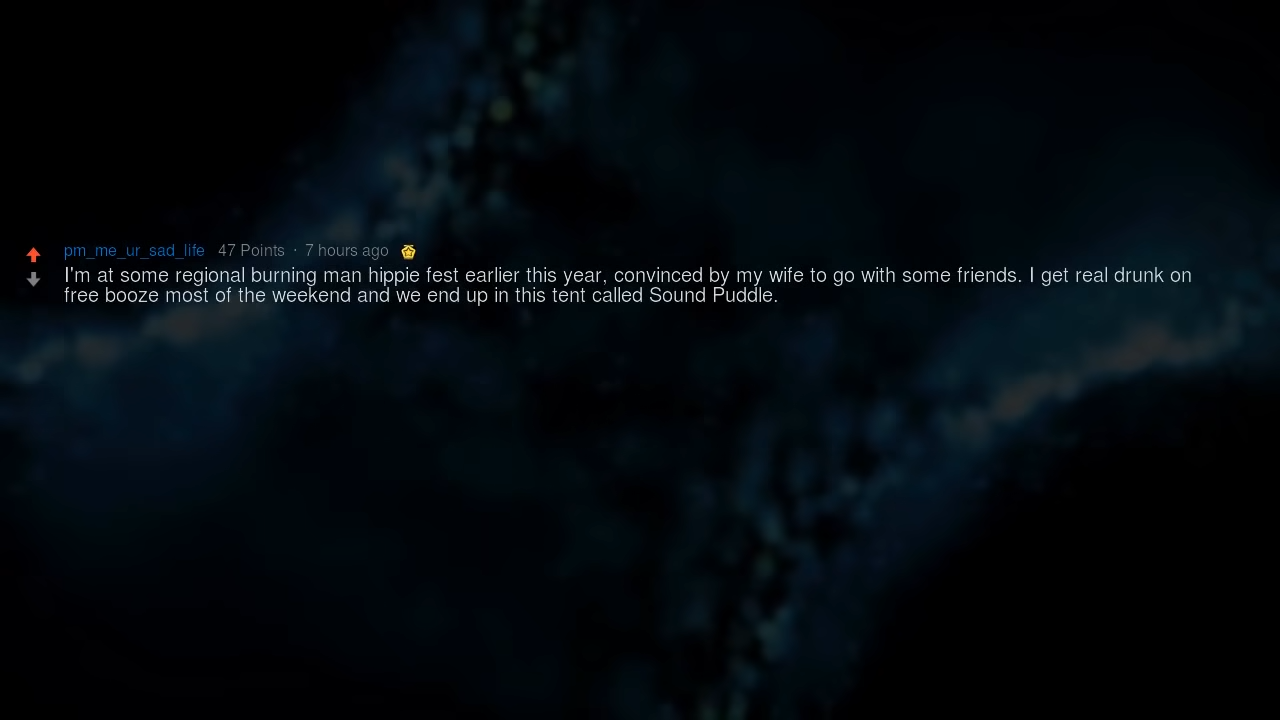 pm_me_ur_sad_life 47 Points · 7 hours ago
I'm at some regional burning man hippie fest earlier this year, convinced by my wife to go with some friends. I get real drunk on
free booze most of the weekend and we end up in this tent called Sound Puddle.